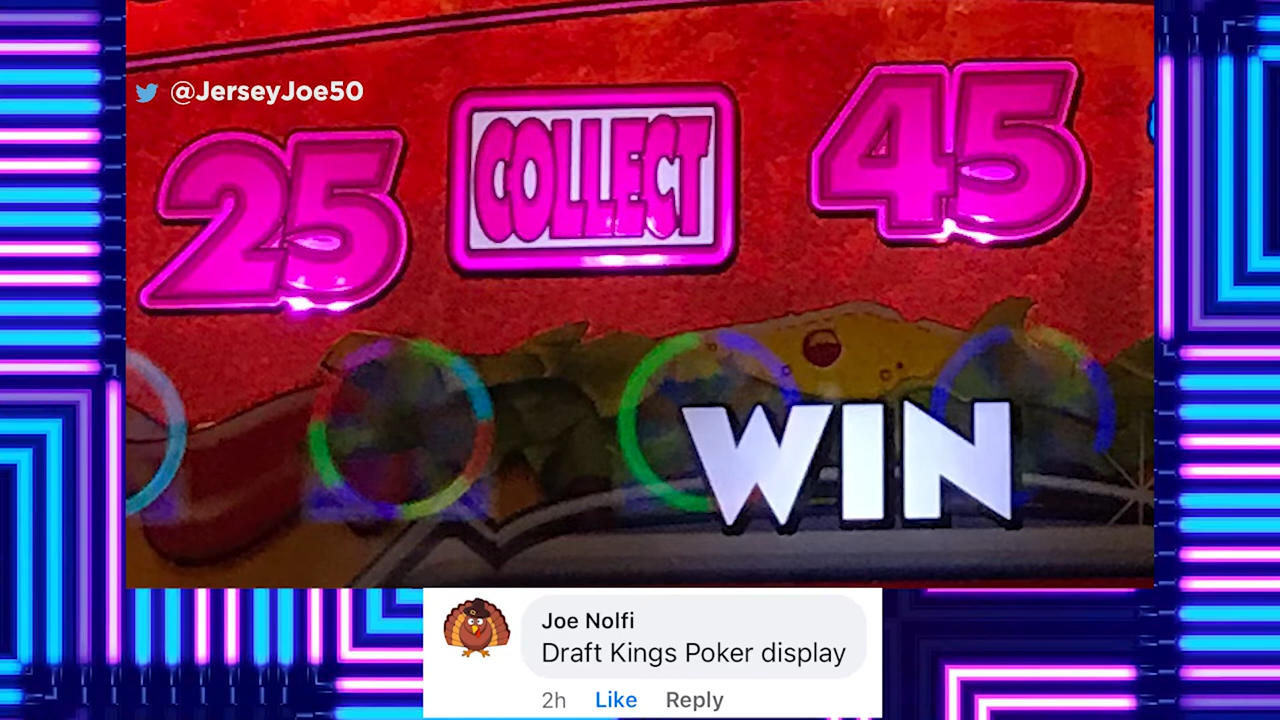 @JerseyJoe50
25 COLLECT 45
WIN
Joe Nolfi
Draft Kings Poker display
2h Like Reply